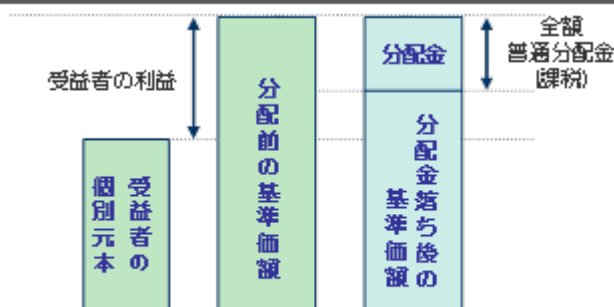 受益者の利益
受益者の
個別元本
分配前の基準価額
分配金
分配金落ち後の
基準価額
全額
普通分配金
(課税)